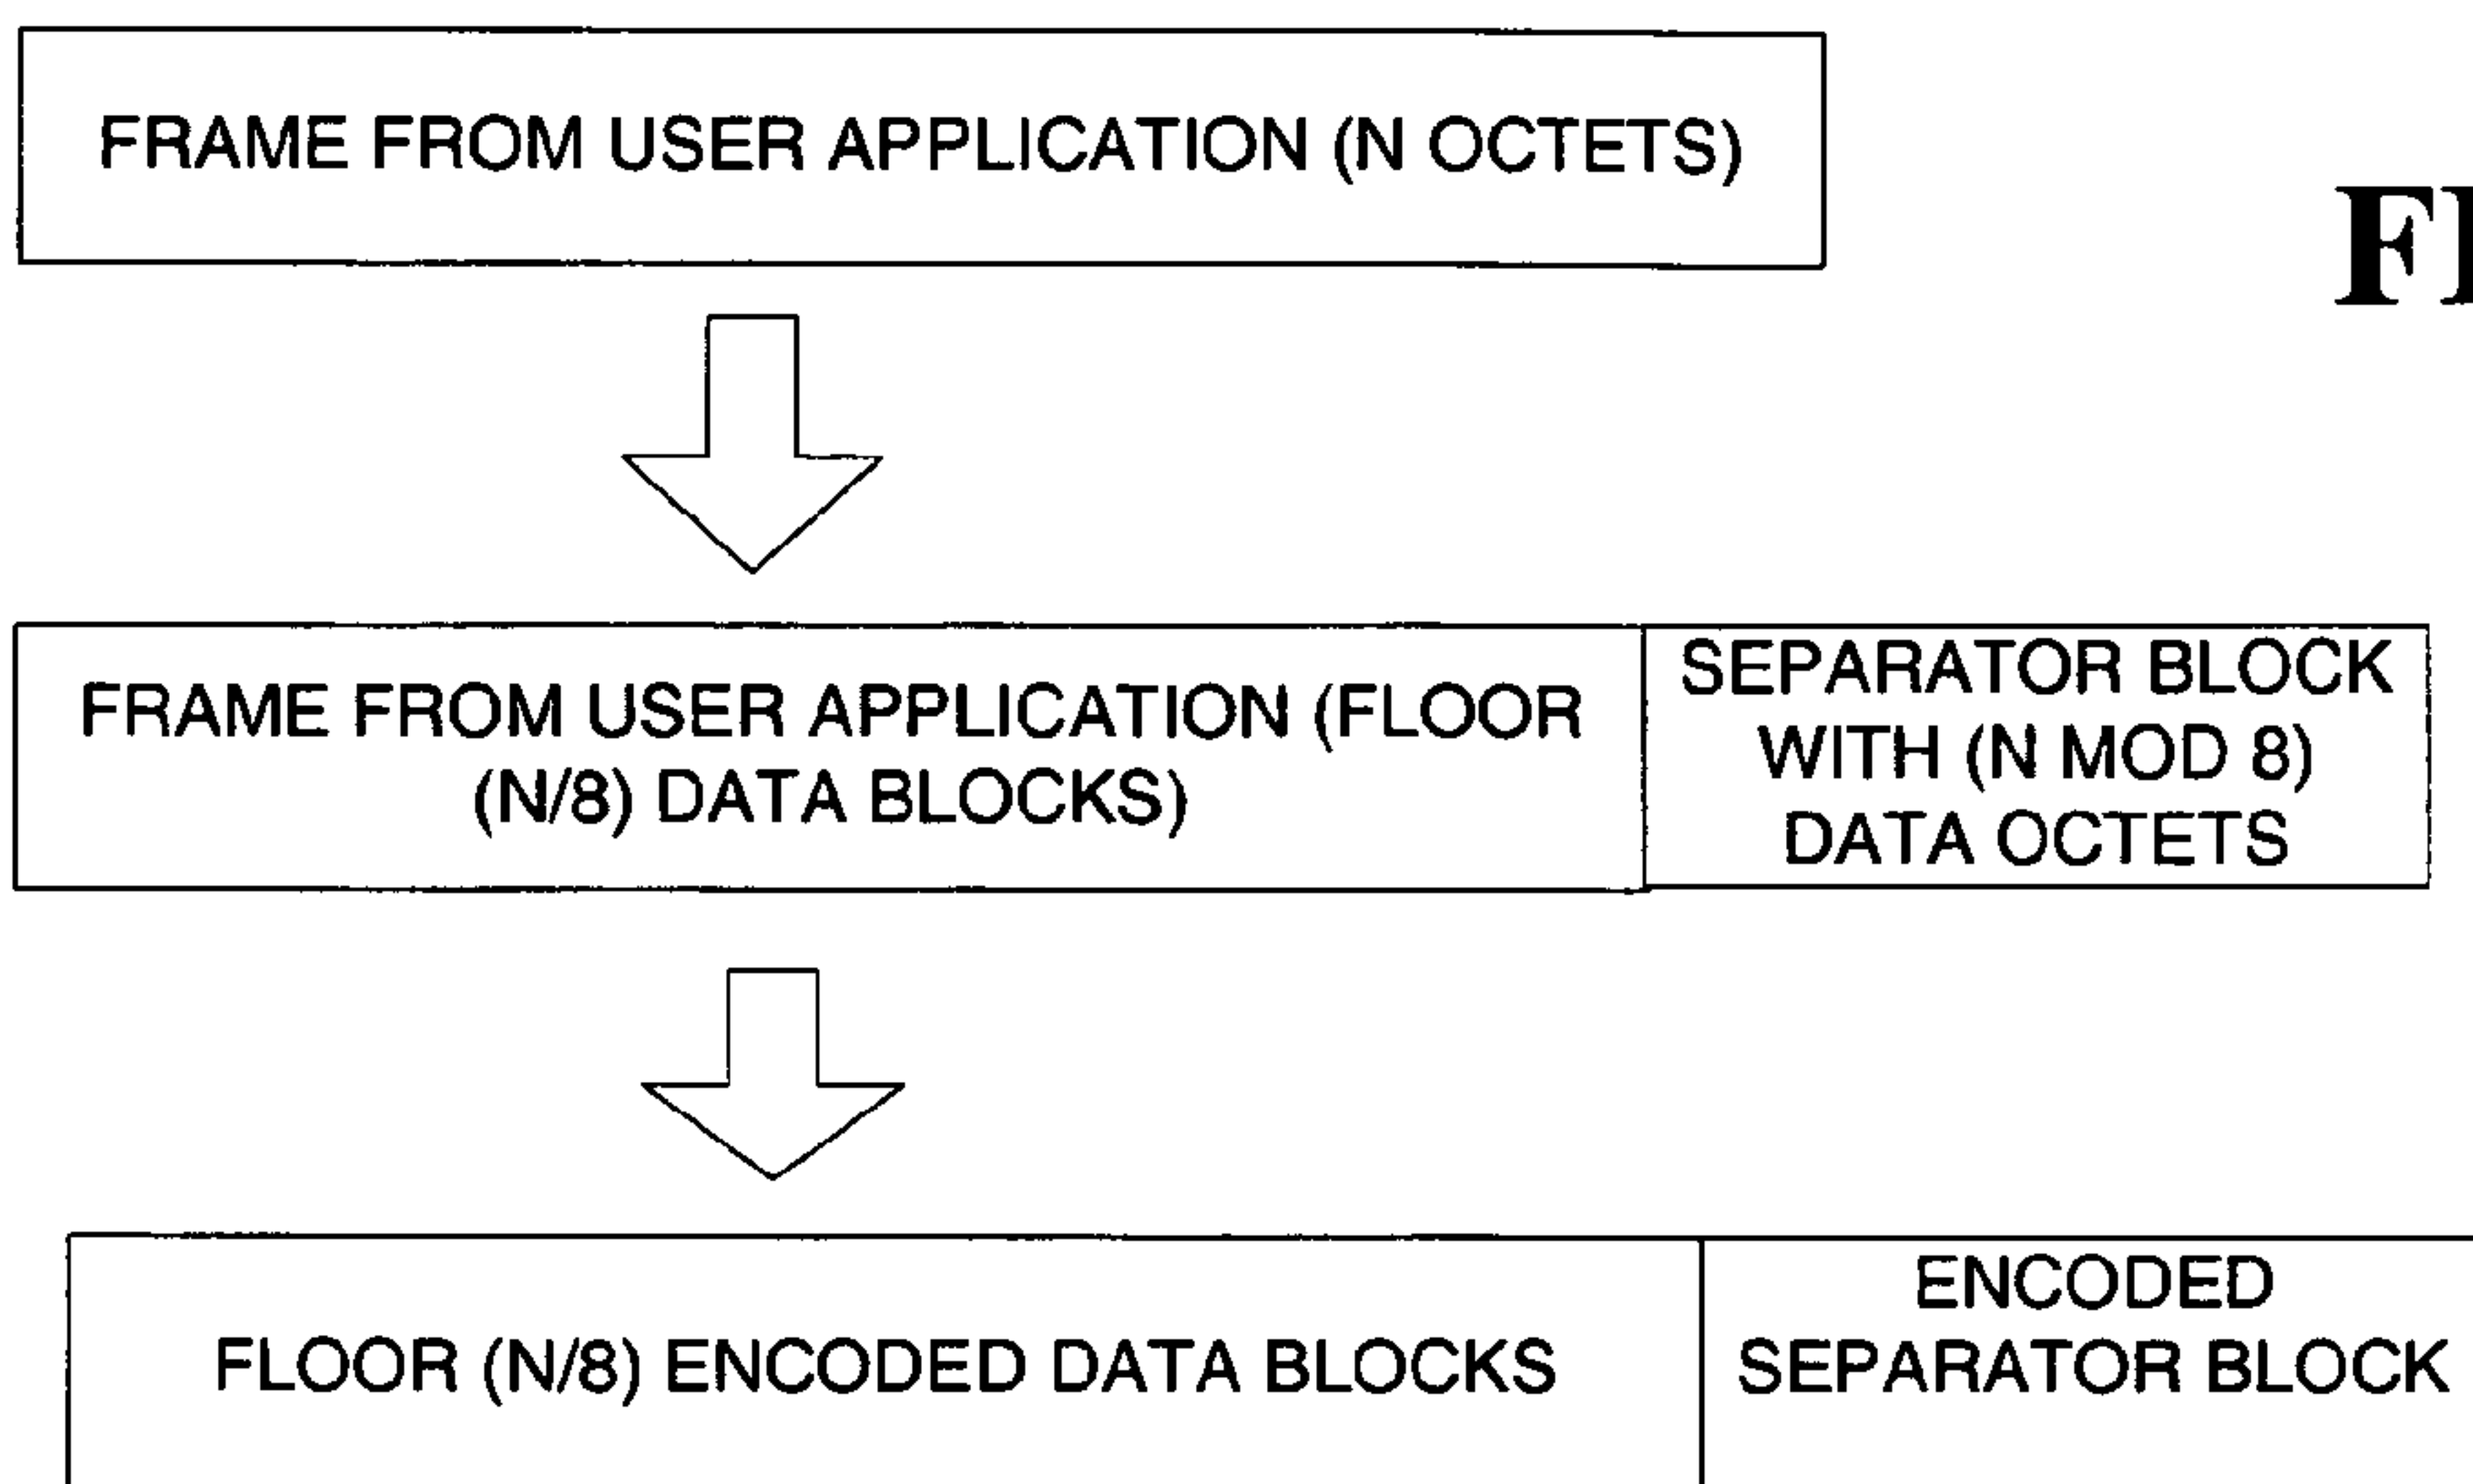 FRAME FROM USER APPLICATION (N OCTETS)
FRAME FROM USER APPLICATION (FLOOR
(N/8) DATA BLOCKS)
SEPARATOR BLOCK
WITH (N MOD 8)
DATA OCTETS
FLOOR (N/8) ENCODED DATA BLOCKS
ENCODED
SEPARATOR BLOCK